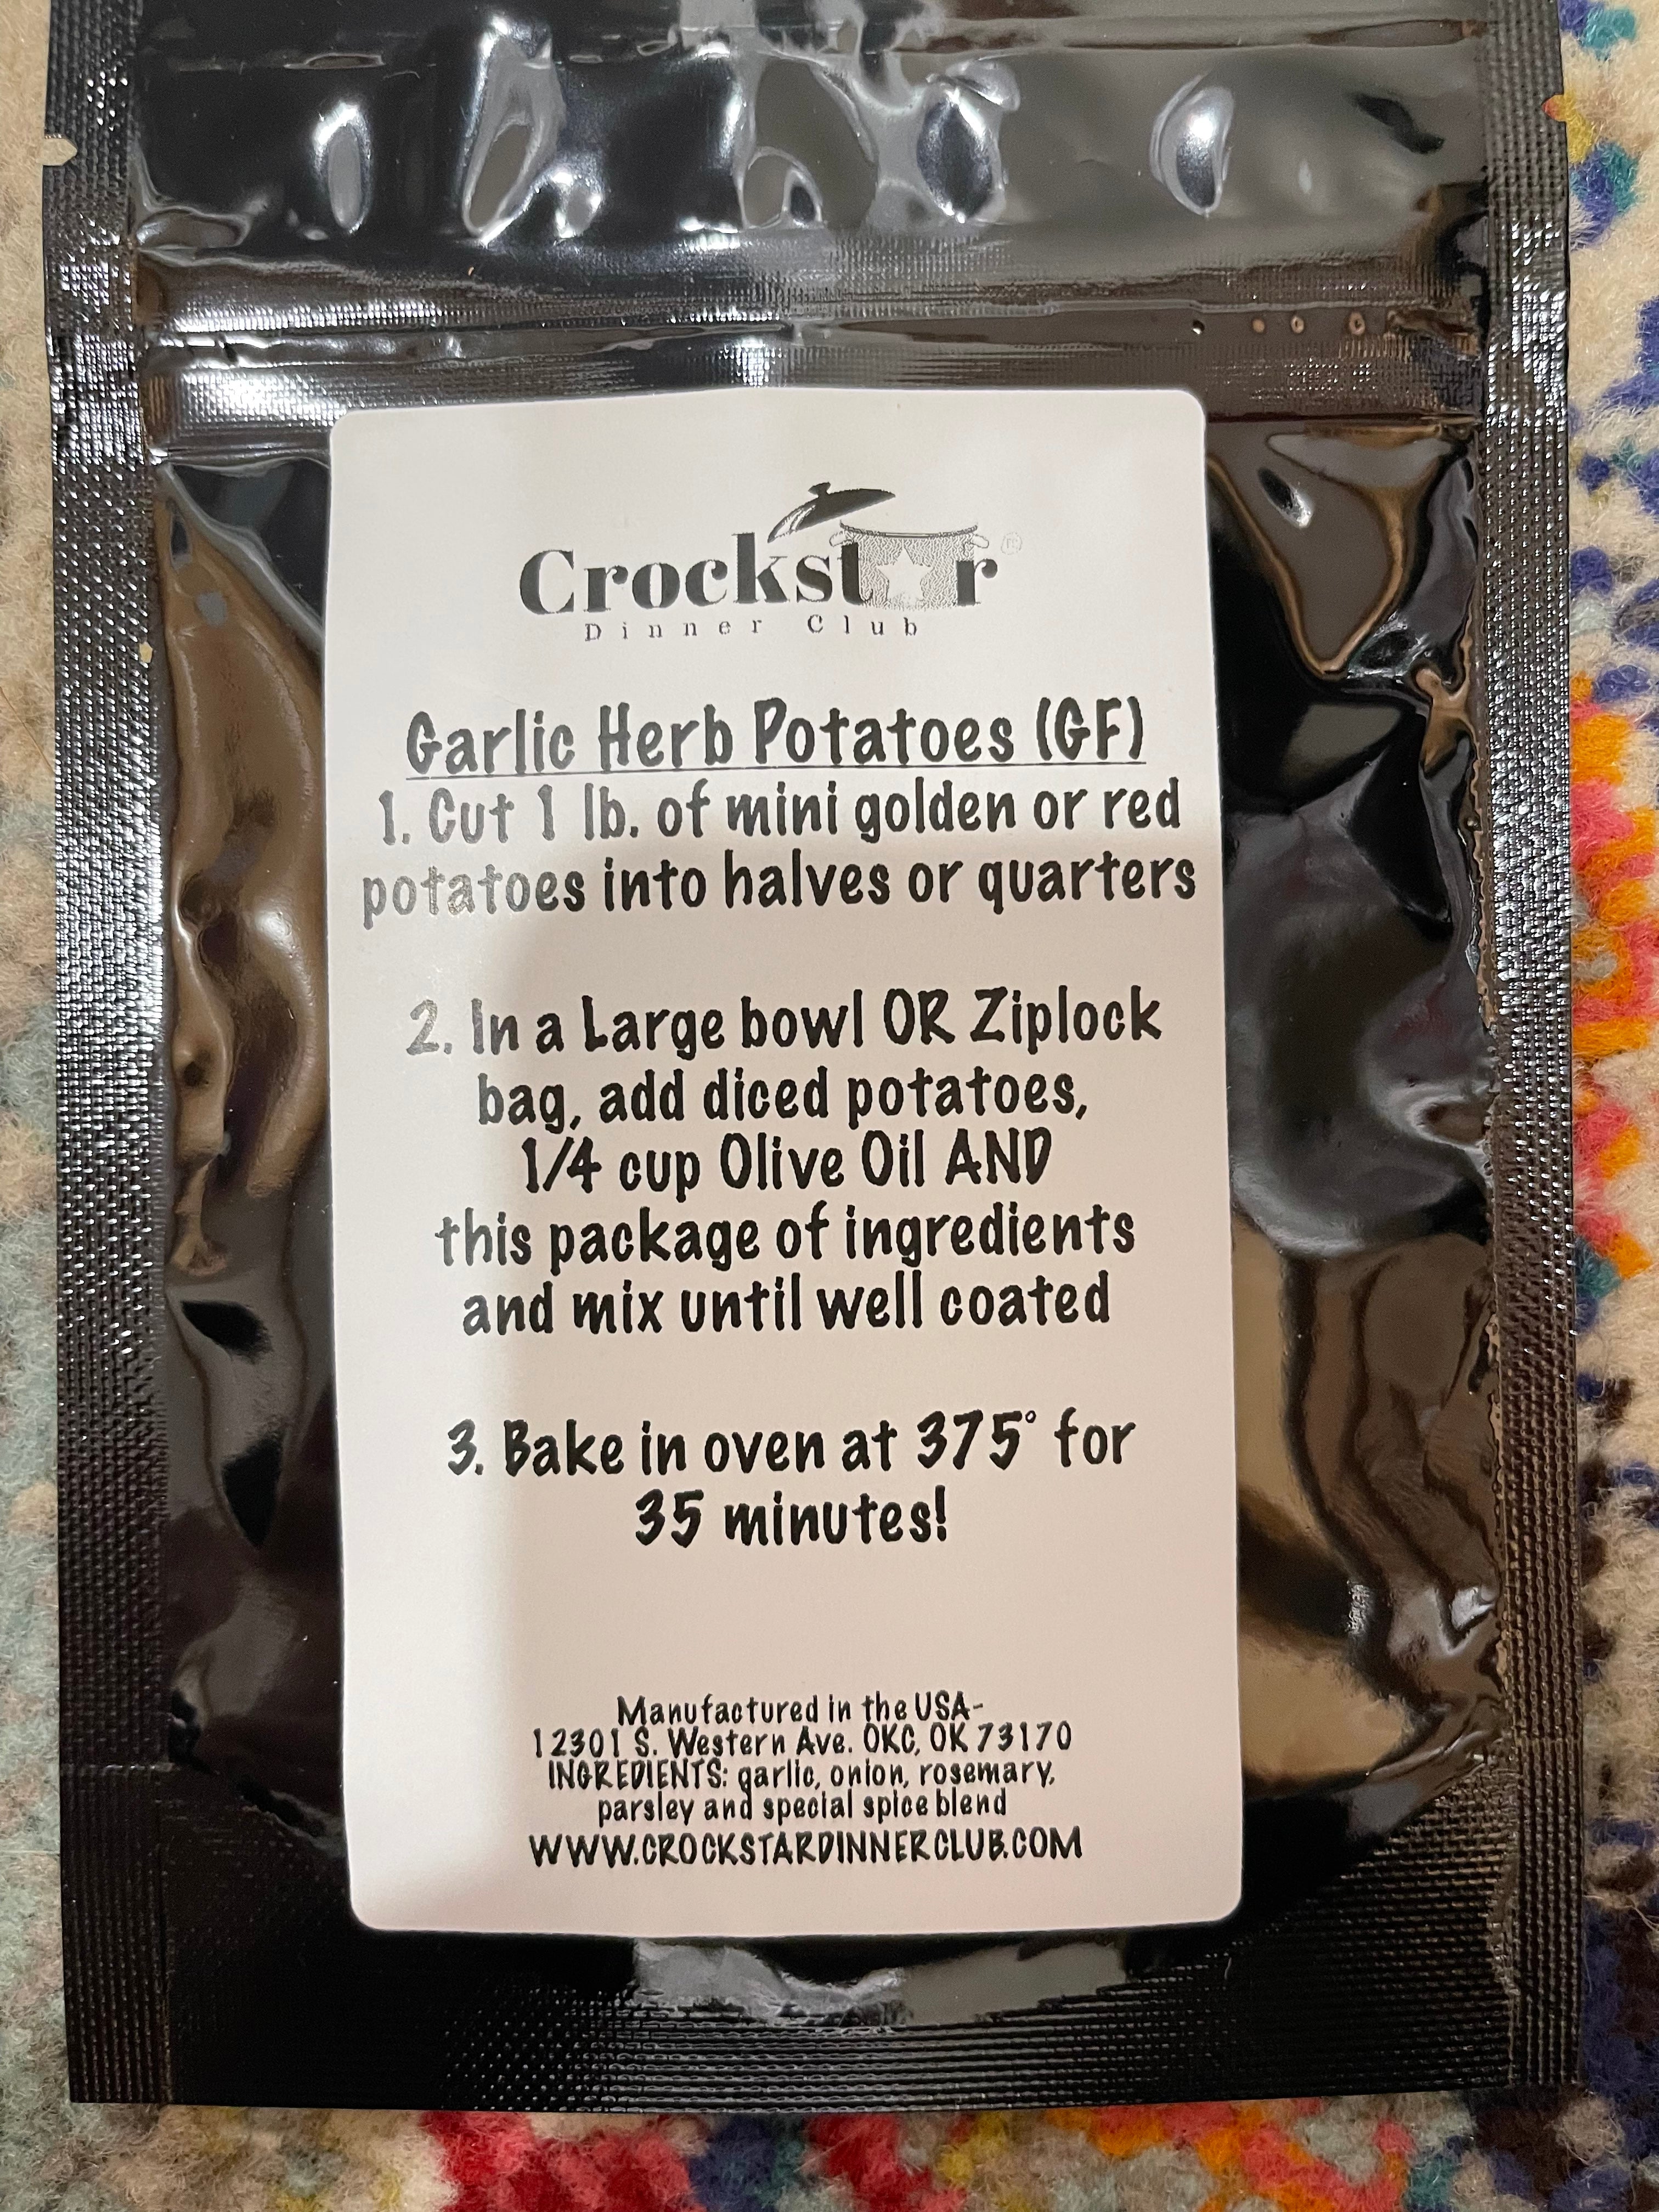 Crockstar
Dinner Club
Garlic Herb Potatoes (GF)
1. Cut 1 lb. of mini golden or red
potatoes into halves or quarters
2. In a Large bowl OR Ziplock
bag, add diced potatoes,
1/4 cup Olive Oil AND
this package of ingredients
and mix until well coated
3. Bake in oven at 375° for
35 minutes!
Manufactured in the USA-
12301 S. Western Ave. OKC, OK 73170
INGREDIENTS: garlic, onion, rosemary,
parsley and special spice blend
WWW.CROCKSTARDINNERCLUB.COM